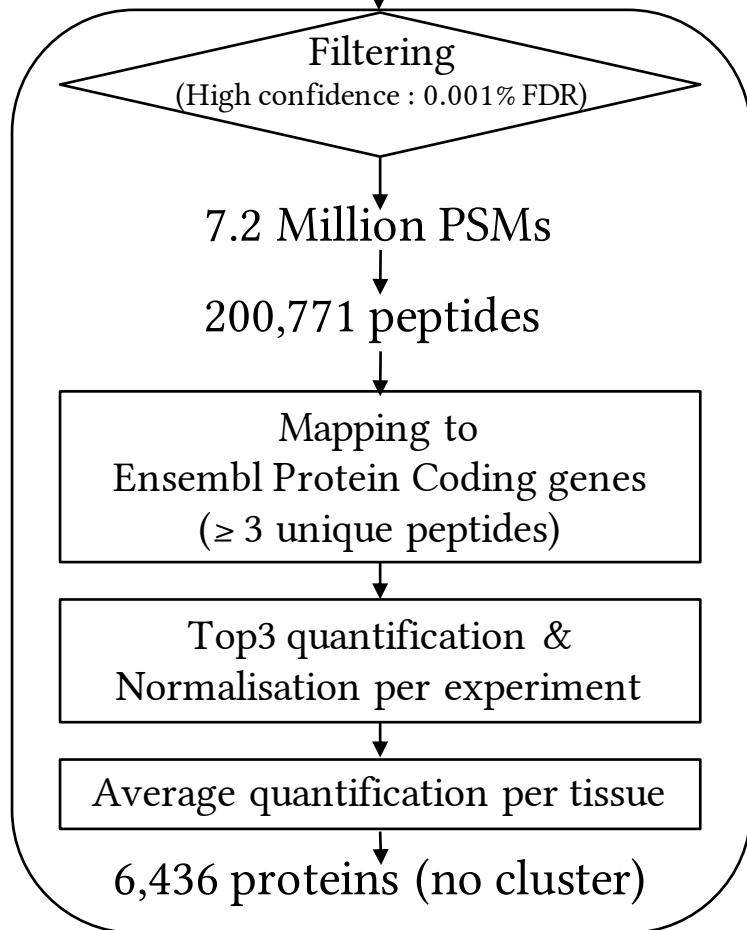 Filtering
(High confidence : 0.001% FDR)
7.2 Million PSMs
200,771 peptides
Mapping to
Ensembl Protein Coding genes
(≥ 3 unique peptides)
Top3 quantification &
Normalisation per experiment
Average quantification per tissue
6,436 proteins (no cluster)